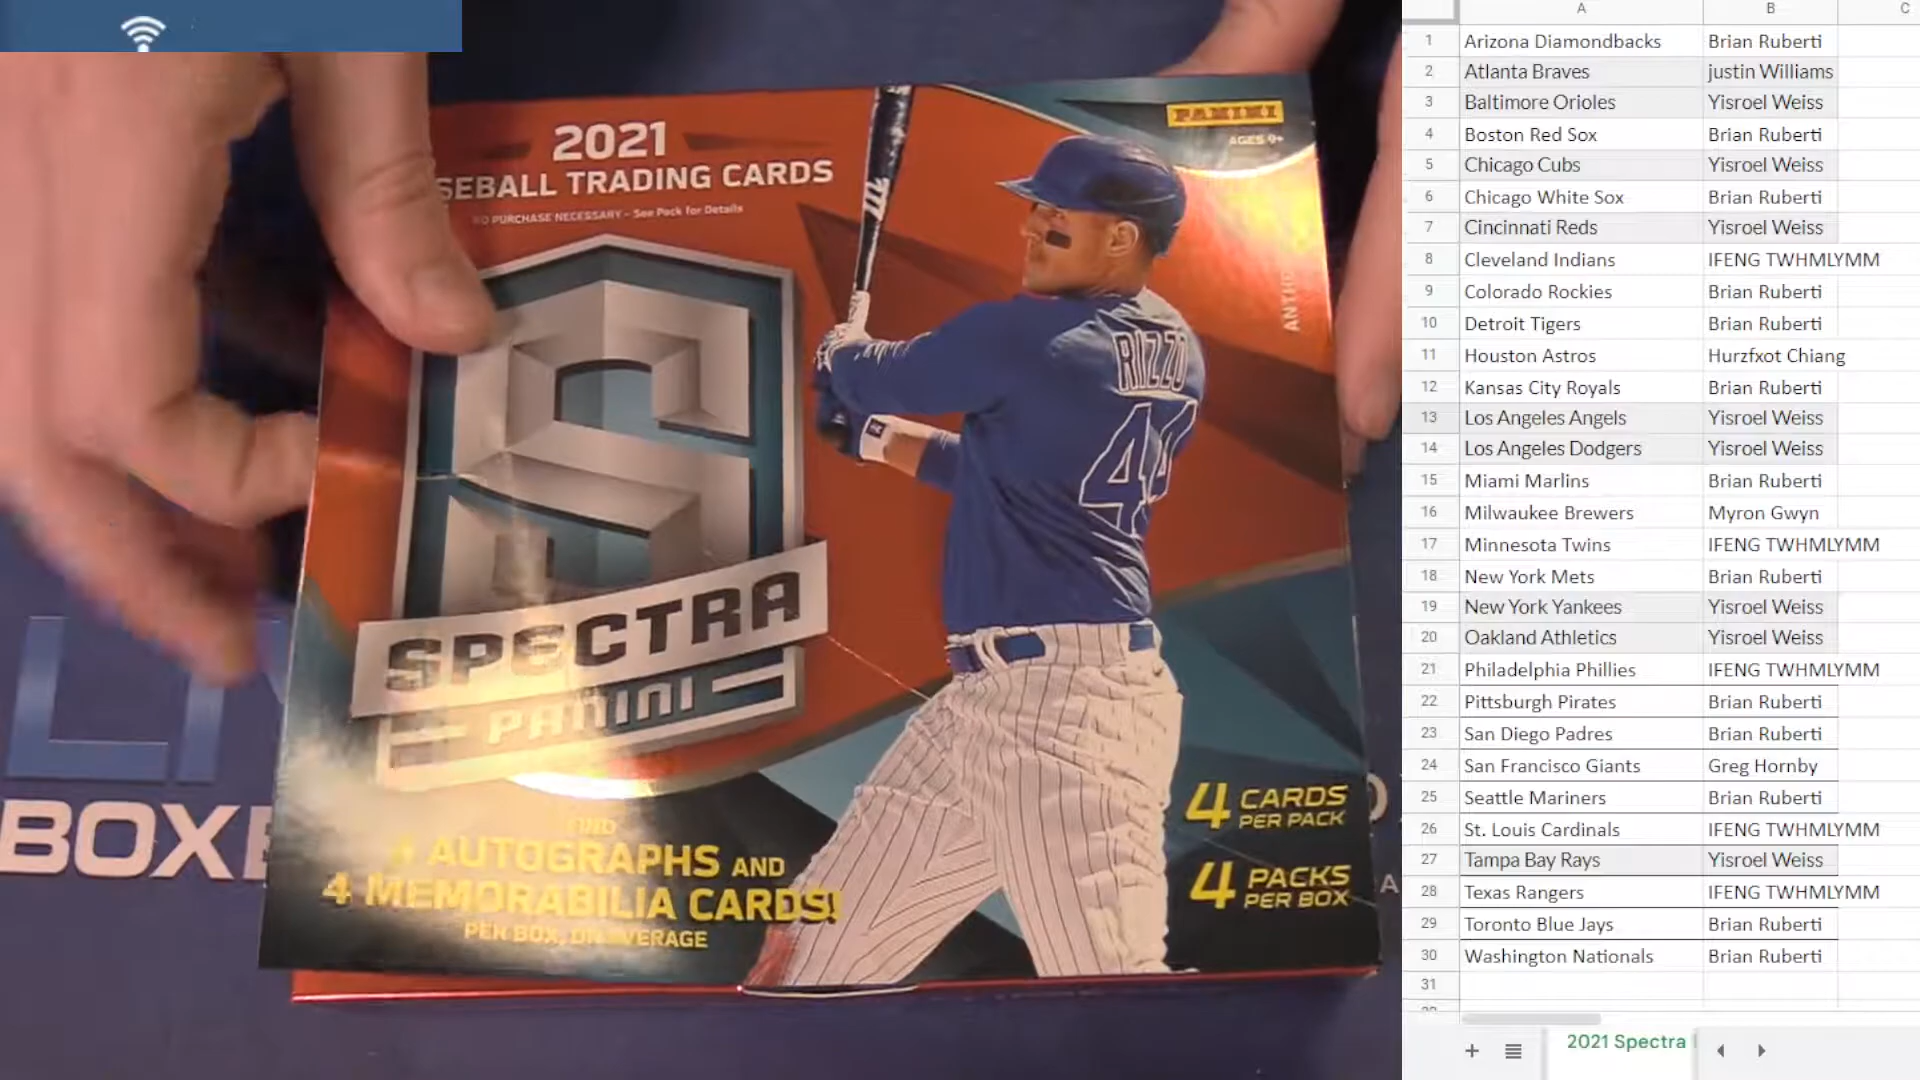 PANINI
AGES 9+
2021
SEBALL TRADING CARDS
NO PURCHASE NECESSARY - See Pack for Details
RIZZO
44
S
SPECTRA
PANINI
4 CARDS
PER PACK
4 PACKS
PER BOX
FIND
AUTOGRAPHS AND
4 MEMORABILIA CARDS!
PER BOX, ON AVERAGE
LIV
BOXE
A B C
1 Arizona Diamondbacks Brian Ruberti
2 Atlanta Braves justin Williams
3 Baltimore Orioles Yisroel Weiss
4 Boston Red Sox Brian Ruberti
5 Chicago Cubs Yisroel Weiss
6 Chicago White Sox Brian Ruberti
7 Cincinnati Reds Yisroel Weiss
8 Cleveland Indians IFENG TWHMLYMM
9 Colorado Rockies Brian Ruberti
10 Detroit Tigers Brian Ruberti
11 Houston Astros Hurzfxot Chiang
12 Kansas City Royals Brian Ruberti
13 Los Angeles Angels Yisroel Weiss
14 Los Angeles Dodgers Yisroel Weiss
15 Miami Marlins Brian Ruberti
16 Milwaukee Brewers Myron Gwyn
17 Minnesota Twins IFENG TWHMLYMM
18 New York Mets Brian Ruberti
19 New York Yankees Yisroel Weiss
20 Oakland Athletics Yisroel Weiss
21 Philadelphia Phillies IFENG TWHMLYMM
22 Pittsburgh Pirates Brian Ruberti
23 San Diego Padres Brian Ruberti
24 San Francisco Giants Greg Hornby
25 Seattle Mariners Brian Ruberti
26 St. Louis Cardinals IFENG TWHMLYMM
27 Tampa Bay Rays Yisroel Weiss
28 Texas Rangers IFENG TWHMLYMM
29 Toronto Blue Jays Brian Ruberti
30 Washington Nationals Brian Ruberti
31
2021 Spectra